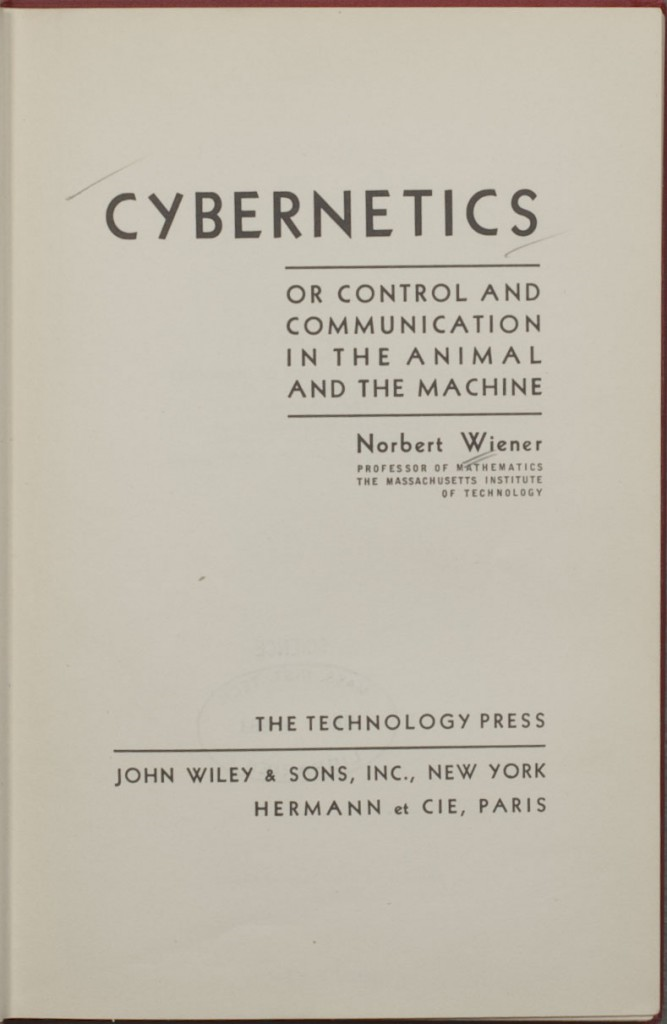 CYBERNETICS
OR CONTROL AND
COMMUNICATION
IN THE ANIMAL
AND THE MACHINE
Norbert Wiener
PROFESSOR OF MATHEMATICS
THE MASSACHUSETTS INSTITUTE
OF TECHNOLOGY
THE TECHNOLOGY PRESS
JOHN WILEY & SONS, INC., NEW YORK
HERMANN et CIE, PARIS